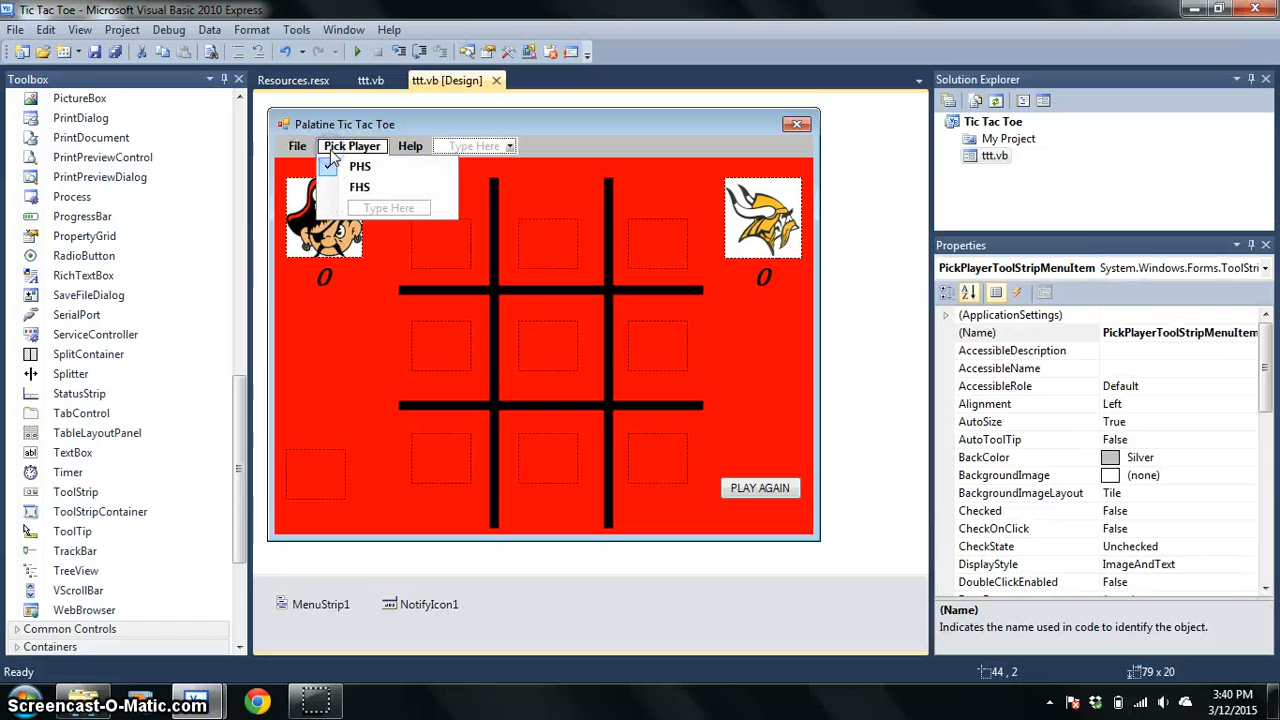 Tic Tac Toe - Microsoft Visual Basic 2010 Express
File Edit View Project Debug Data Format Tools Window Help
Toolbox
PictureBox
PrintDialog
PrintDocument
PrintPreviewControl
PrintPreviewDialog
Process
ProgressBar
PropertyGrid
RadioButton
RichTextBox
SaveFileDialog
SerialPort
ServiceController
SplitContainer
Splitter
StatusStrip
TabControl
TableLayoutPanel
TextBox
Timer
ToolStrip
ToolStripContainer
ToolTip
TrackBar
TreeView
VScrollBar
WebBrowser
Common Controls
Containers
Resources.resx ttt.vb ttt.vb [Design]
Palatine Tic Tac Toe
File Pick Player Help Type Here
PHS
FHS
Type Here
0 0
PLAY AGAIN
MenuStrip1 NotifyIcon1
Solution Explorer
Tic Tac Toe
My Project
ttt.vb
Properties
PickPlayerToolStripMenuItem System.Windows.Forms.ToolStri
(ApplicationSettings)
(Name) PickPlayerToolStripMenuItem
AccessibleDescription
AccessibleName
AccessibleRole Default
Alignment Left
AutoSize True
AutoToolTip False
BackColor Silver
BackgroundImage (none)
BackgroundImageLayout Tile
Checked False
CheckOnClick False
CheckState Unchecked
DisplayStyle ImageAndText
DoubleClickEnabled False
(Name)
Indicates the name used in code to identify the object.
Ready 44 , 2 79 x 20
Screencast-O-Matic.com
3:40 PM
3/12/2015